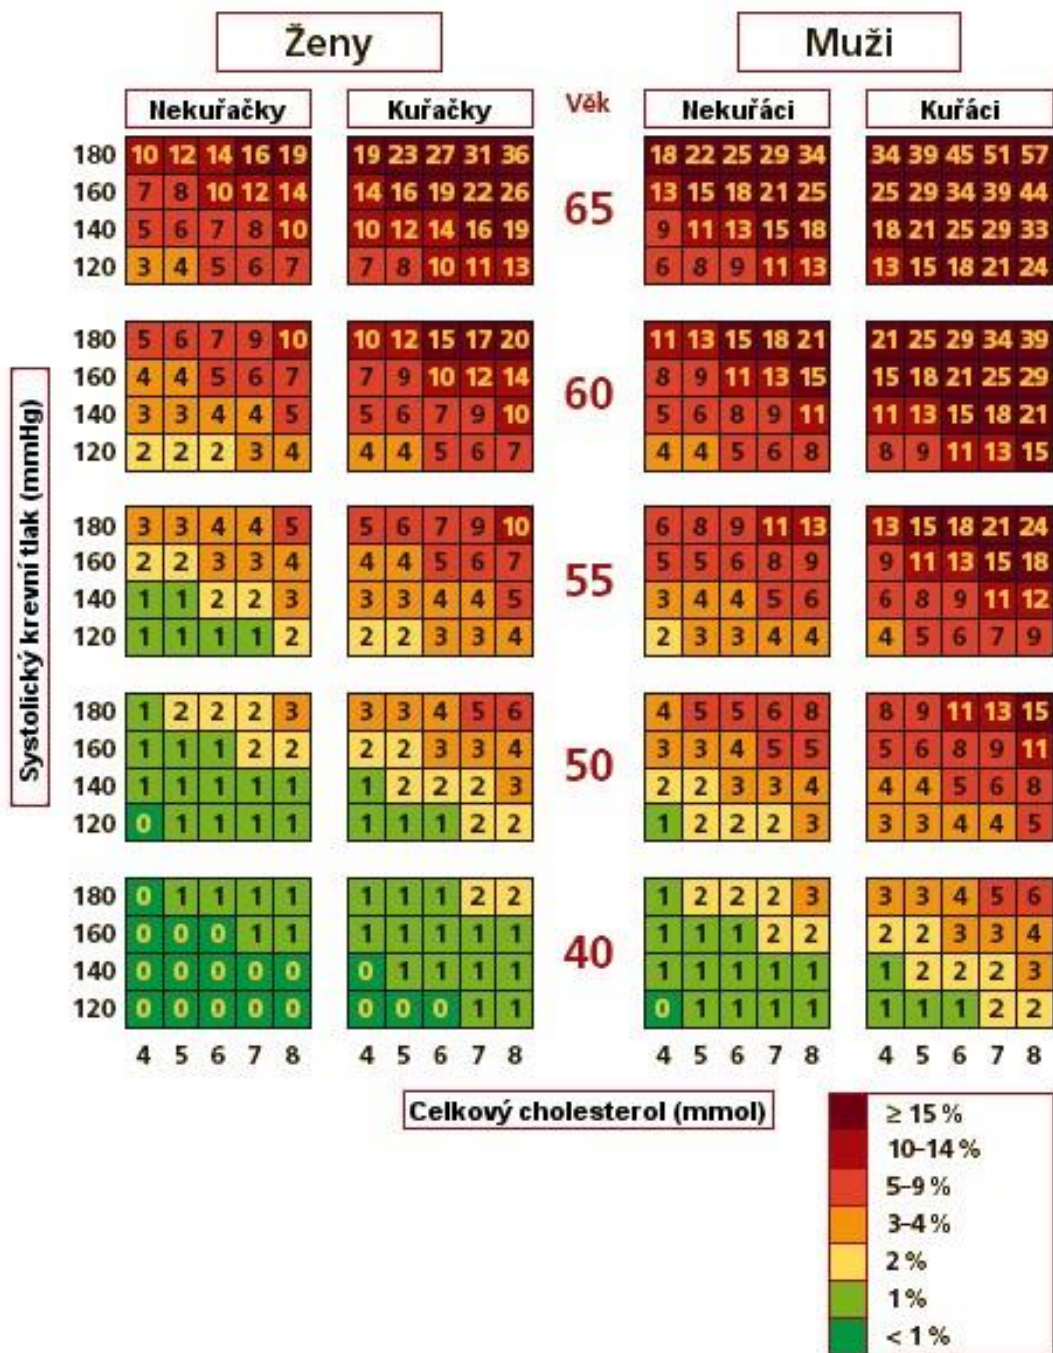 Ženy Muži
Nekuřačky Kuřačky Věk Nekuřáci Kuřáci
180 10 12 14 16 19 19 23 27 31 36 18 22 25 29 34 34 39 45 51 57
160 7 8 10 12 14 14 16 19 22 26 13 15 18 21 25 25 29 34 39 44
65
140 5 6 7 8 10 10 12 14 16 19 9 11 13 15 18 18 21 25 29 33
120 3 4 5 6 7 7 8 10 11 13 6 8 9 11 13 13 15 18 21 24
180 5 6 7 9 10 10 12 15 17 20 11 13 15 18 21 21 25 29 34 39
160 4 4 5 6 7 7 9 10 12 14 8 9 11 13 15 15 18 21 25 29
60
140 3 3 4 4 5 5 6 7 9 10 5 6 8 9 11 11 13 15 18 21
120 2 2 2 3 4 4 4 5 6 7 4 4 5 6 8 8 9 11 13 15
Systolický krevní tlak (mmHg)
180 3 3 4 4 5 5 6 7 9 10 6 8 9 11 13 13 15 18 21 24
160 2 2 3 3 4 4 4 5 6 7 5 5 6 8 9 9 11 13 15 18
55
140 1 1 2 2 3 3 3 4 4 5 3 4 4 5 6 6 8 9 11 12
120 1 1 1 1 2 2 2 3 3 4 2 3 3 4 4 4 5 6 7 9
180 1 2 2 2 3 3 3 4 5 6 4 5 5 6 8 8 9 11 13 15
160 1 1 1 2 2 2 2 3 3 4 3 3 4 5 5 5 6 8 9 11
50
140 1 1 1 1 1 1 2 2 2 3 2 2 3 3 4 4 4 5 6 8
120 0 1 1 1 1 1 1 1 2 2 1 2 2 2 3 3 3 4 4 5
180 0 1 1 1 1 1 1 1 2 2 1 2 2 2 3 3 3 4 5 6
160 0 0 0 1 1 1 1 1 1 1 1 1 1 2 2 2 2 3 3 4
40
140 0 0 0 0 0 0 1 1 1 1 1 1 1 1 1 1 2 2 2 3
120 0 0 0 0 0 0 0 0 1 1 0 1 1 1 1 1 1 1 2 2
4 5 6 7 8 4 5 6 7 8 4 5 6 7 8 4 5 6 7 8
Celkový cholesterol (mmol)
≥ 15 %
10–14 %
5–9 %
3–4 %
2 %
1 %
< 1 %